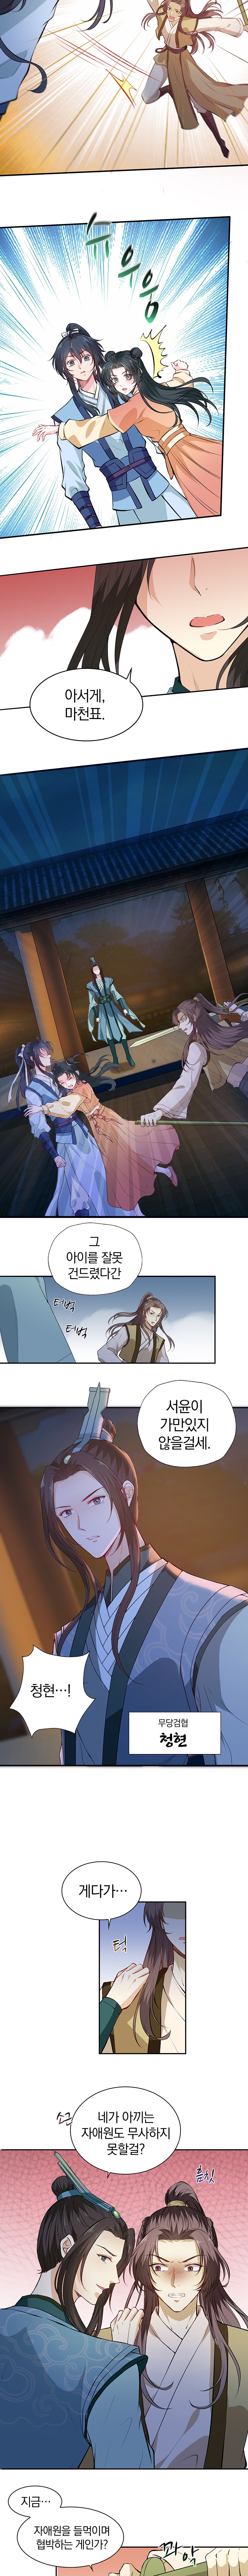 슈
우
웅
아서게,
마천표.
그
아이를 잘못
건드렸다간
터벅
터벅
서윤이
가만있지
않을걸세.
청현…!
무당검협
청현
게다가…
턱
소근
네가 아끼는
자애원도 무사하지
못할걸?
흠칫
지금…
자애원을 들먹이며
협박하는 게인가?
콰악